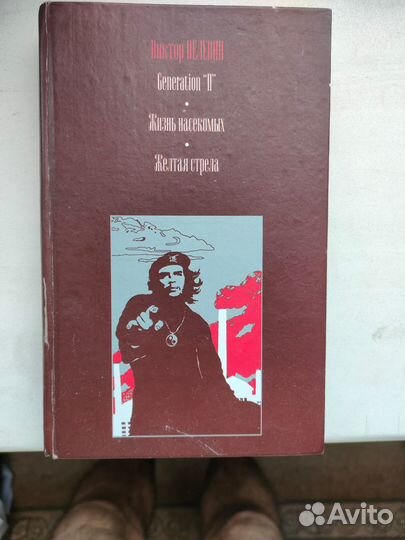 Виктор ПЕЛЕВИН
Generation "П"
•
Жизнь насекомых
•
Желтая стрела
Avito